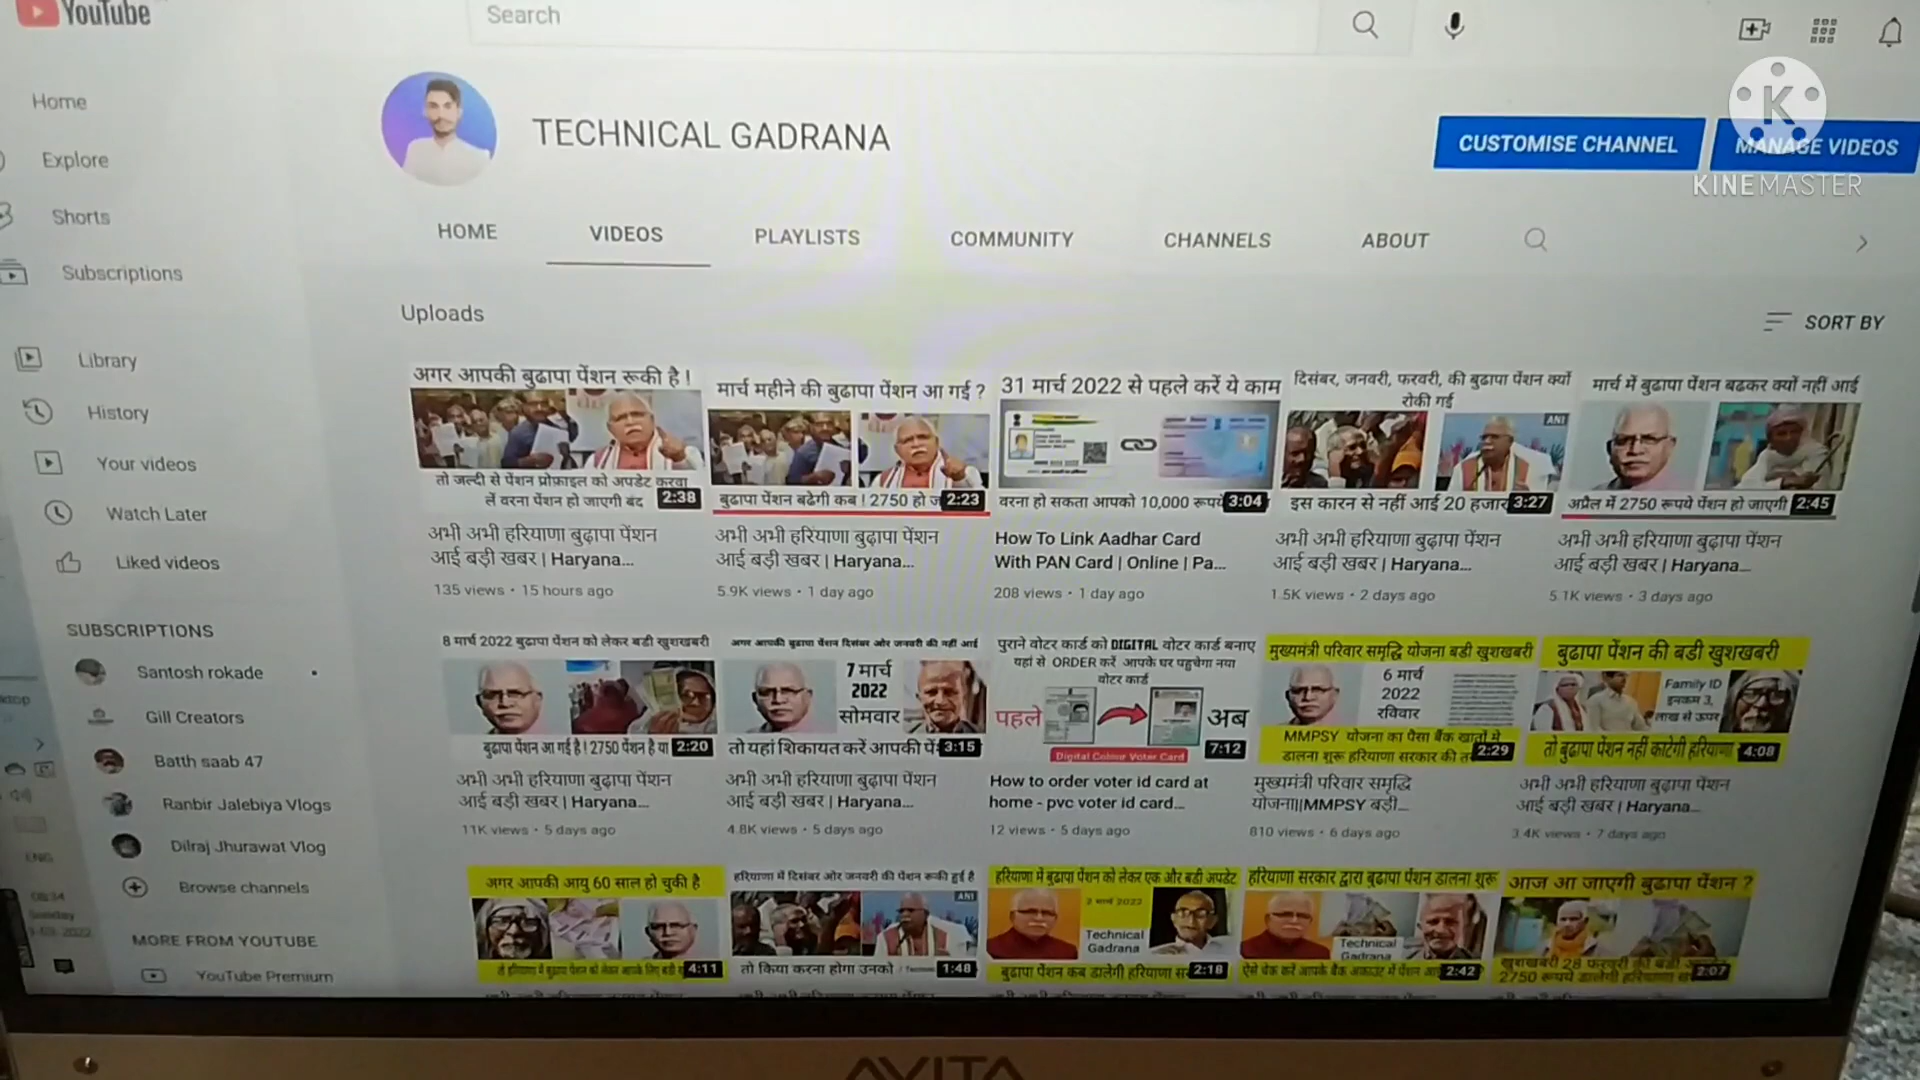 YouTube
Search
Home
Explore
Shorts
Subscriptions
Library
History
Your videos
Watch Later
Liked videos
SUBSCRIPTIONS
Santosh rokade
Gill Creators
Batth saab 47
Ranbir Jalebiya Vlogs
Dilraj Jhurawat Vlog
Browse channels
MORE FROM YOUTUBE
YouTube Premium
ENG
08:34
Sunday
TECHNICAL GADRANA
CUSTOMISE CHANNEL
MANAGE VIDEOS
K
KINEMASTER
HOME
VIDEOS
PLAYLISTS
COMMUNITY
CHANNELS
ABOUT
Uploads
SORT BY
अगर आपकी बुढापा पेंशन रूकी है !
तो जल्दी से पेंशन प्रोफ़ाइल को अपडेट करवा
लें वरना पेंशन हो जाएगी बंद
2:38
अभी अभी हरियाणा बुढ़ापा पेंशन
आई बड़ी खबर | Haryana...
135 views • 15 hours ago
मार्च महीने की बुढापा पेंशन आ गई ?
बुढापा पेंशन बढेगी कब ! 2750 हो
2:23
अभी अभी हरियाणा बुढ़ापा पेंशन
आई बड़ी खबर | Haryana...
5.9K views • 1 day ago
31 मार्च 2022 से पहले करें ये काम
वरना हो सकता आपको 10,000
3:04
How To Link Aadhar Card
With PAN Card | Online | Pa...
208 views • 1 day ago
दिसंबर, जनवरी, फरवरी, की बुढापा पेंशन क्यों
रोकी गई
ANI
इस कारन से नहीं आई 20 हजार
3:27
अभी अभी हरियाणा बुढ़ापा पेंशन
आई बड़ी खबर | Haryana...
1.5K views • 2 days ago
मार्च में बुढापा पेंशन बढकर क्यों नहीं आई
अप्रैल में 2750 रूपये पेंशन हो जाएगी
2:45
अभी अभी हरियाणा बुढ़ापा पेंशन
आई बड़ी खबर | Haryana...
5.1K views • 3 days ago
8 मार्च 2022 बुढापा पेंशन को लेकर बडी खुशखबरी
बुढापा पेंशन आ गई है ! 2750 पेंशन है या
2:20
अभी अभी हरियाणा बुढ़ापा पेंशन
आई बड़ी खबर | Haryana...
11K views • 5 days ago
अगर आपकी बुढापा पेंशन दिसंबर ओर जनवरी की नहीं आई
7 मार्च
2022
सोमवार
तो यहां शिकायत करें आपकी
3:15
अभी अभी हरियाणा बुढ़ापा पेंशन
आई बड़ी खबर | Haryana...
4.8K views • 5 days ago
पुराने वोटर कार्ड को DIGITAL वोटर कार्ड बनाए
यहां से ORDER करें आपके घर पहुचेगा नया
वोटर कार्ड
पहले
अब
Digital Colour Voter Card
7:12
How to order voter id card at
home - pvc voter id card...
12 views • 5 days ago
मुख्यमंत्री परिवार समृद्धि योजना बडी खुशखबरी
6 मार्च
2022
रविवार
MMPSY योजना का पैसा बैंक खातों मे
डालना शुरू हरियाणा सरकार की
2:29
मुख्यमंत्री परिवार समृद्धि
योजना||MMPSY बड़ी...
810 views • 6 days ago
बुढापा पेंशन की बडी खुशखबरी
Family ID
इनकम 3,
लाख से ऊपर
तो बुढापा पेंशन नहीं काटेगी हरियाणा
4:08
अभी अभी हरियाणा बुढ़ापा पेंशन
आई बड़ी खबर | Haryana...
3.4K views • 7 days ago
अगर आपकी आयु 60 साल हो चुकी है
4:11
हरियाणा में दिसंबर ओर जनवरी की पेंशन रूकी हुई है
ANI
तो किया करना होगा उनको
1:48
हरियाणा में बुढापा पेंशन को लेकर एक और बडी अपडेट
2 मार्च 2022
Technical
Gadrana
बुढापा पेंशन कब डालेगी हरियाणा
2:18
हरियाणा सरकार द्वारा बुढापा पेंशन डालना शुरू
Technical
Gadrana
ऐसे चेक करें आपके बैंक अकाउंट में पेंशन
2:42
आज आ जाएगी बुढापा पेंशन ?
खुशखबरी 28 फरवरी की बडी
2750 रूपये डालेगी हरियाणा
2:07
AVITA